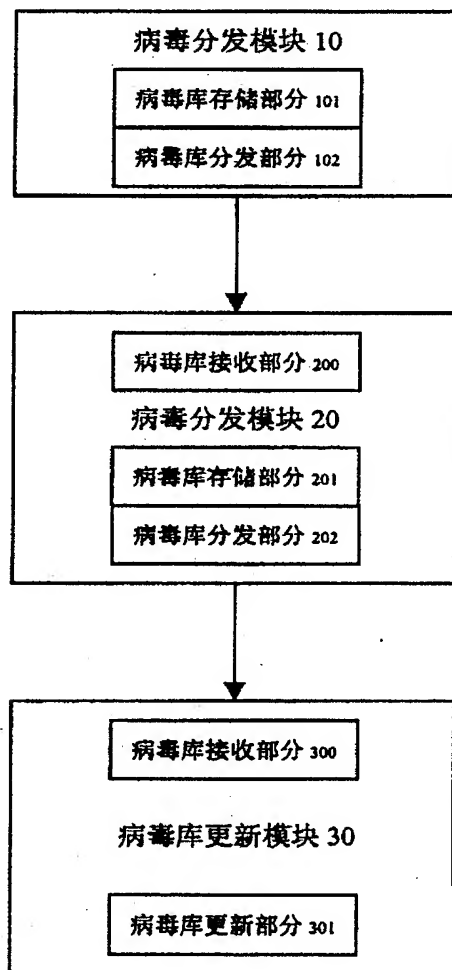 病毒分发模块 10
病毒库存储部分 101
病毒库分发部分 102
病毒库接收部分 200
病毒分发模块 20
病毒库存储部分 201
病毒库分发部分 202
病毒库接收部分 300
病毒库更新模块 30
病毒库更新部分 301